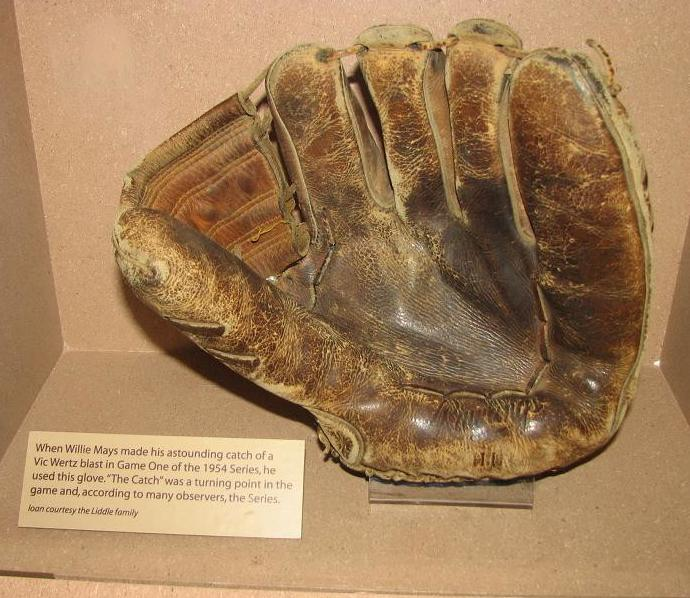 When Willie Mays made his astounding catch of a
Vic Wertz blast in Game One of the 1954 Series, he
used this glove. "The Catch" was a turning point in the
game and, according to many observers, the Series.
loan courtesy the Liddle family